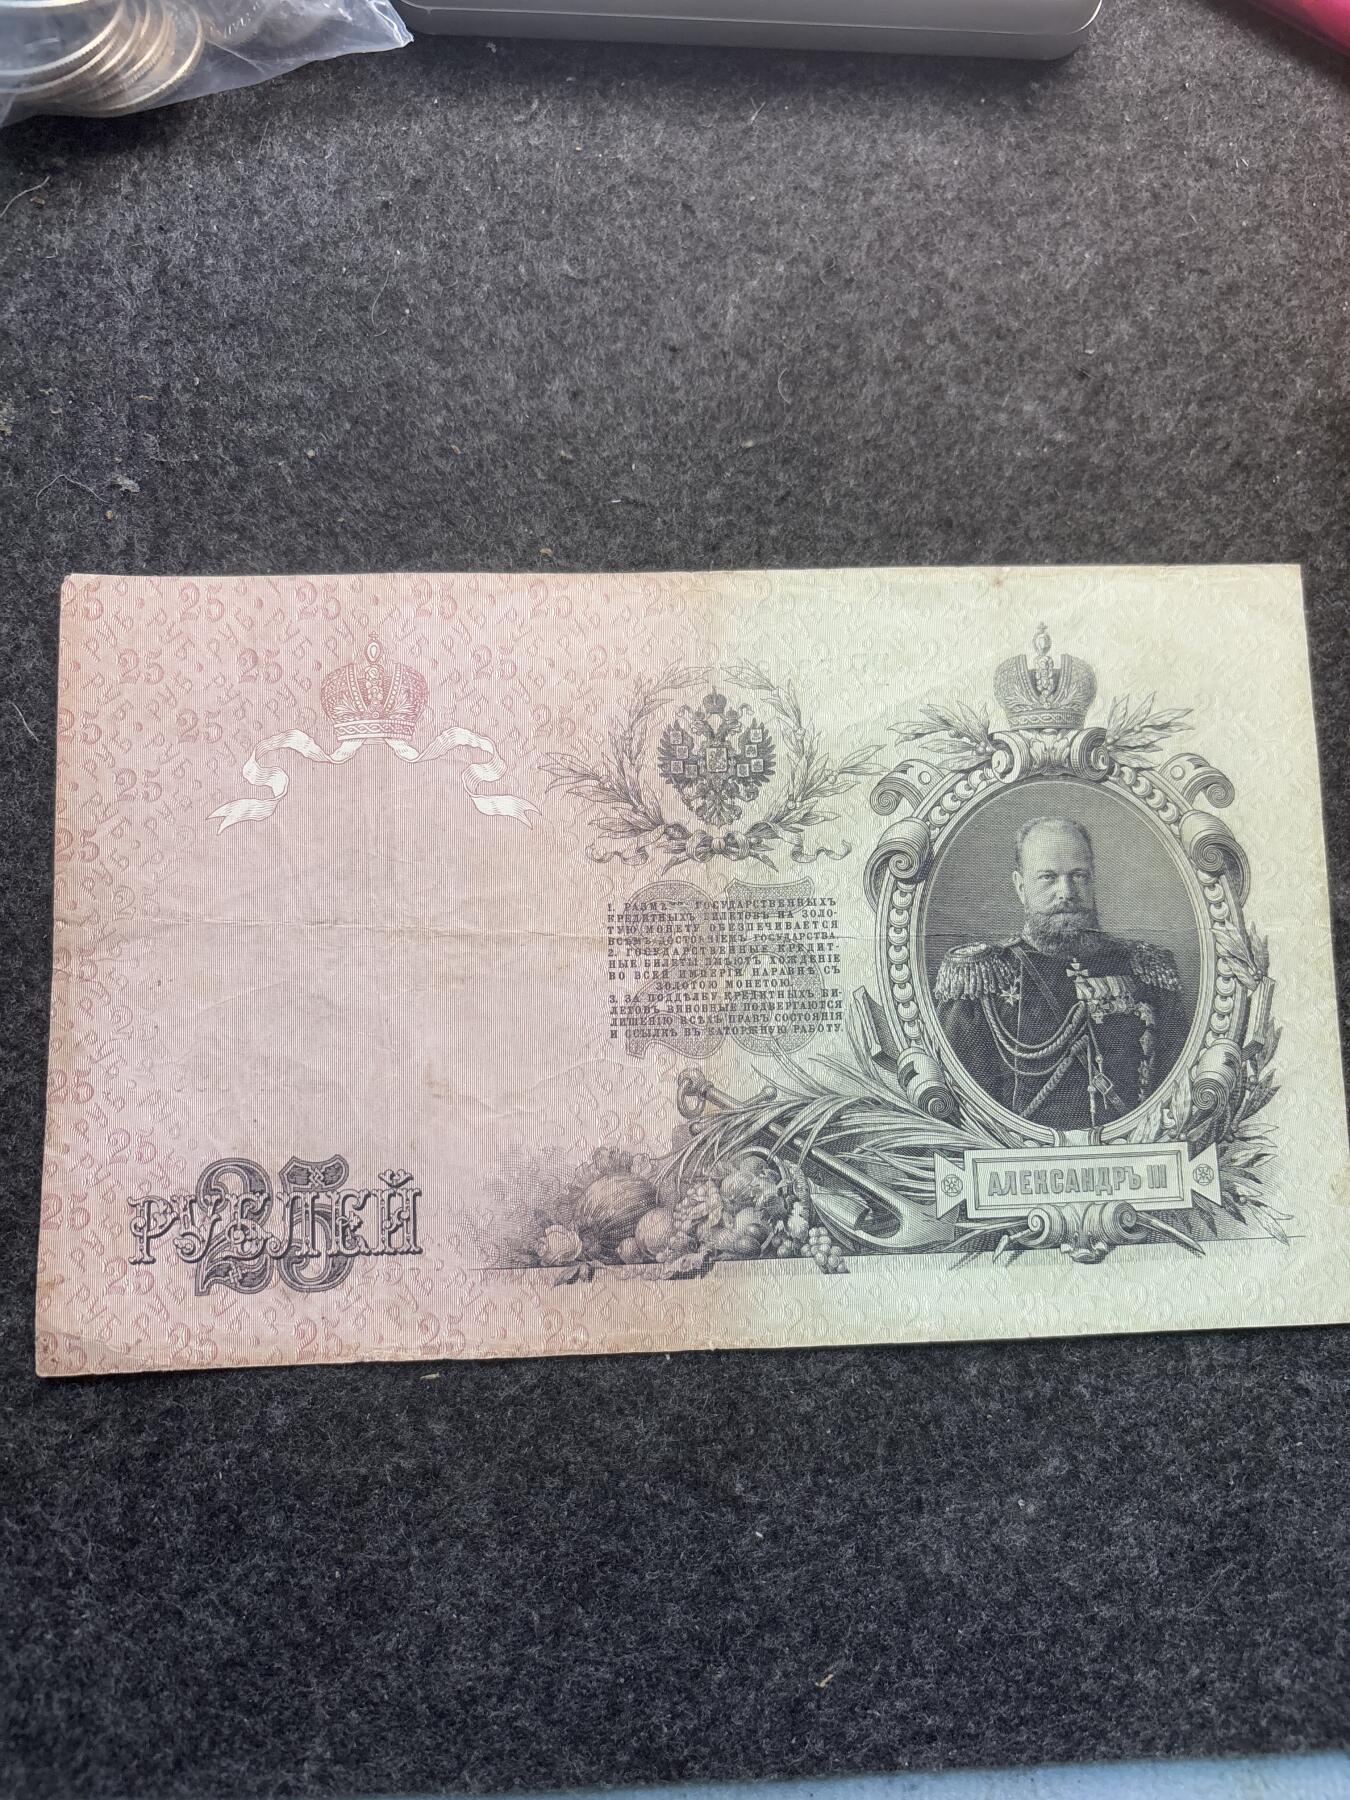 1. РАЗМѢНЪ ГОСУДАРСТВЕННЫХЪ
КРЕДИТНЫХЪ БИЛЕТОВЪ НА ЗОЛО-
ТУЮ МОНЕТУ ОБЕЗПЕЧИВАЕТСЯ
ВСѢМЪ ДОСТОЯНІЕМЪ ГОСУДАРСТВА.
2. ГОСУДАРСТВЕННЫЕ КРЕДИТ-
НЫЕ БИЛЕТЫ ИМѢЮТЪ ХОЖДЕНІЕ
ВО ВСЕЙ ИМПЕРІИ НАРАВНѢ СЪ
ЗОЛОТОЮ МОНЕТОЮ.
3. ЗА ПОДДѢЛКУ КРЕДИТНЫХЪ БИ-
ЛЕТОВЪ ВИНОВНЫЕ ПОДВЕРГАЮТСЯ
ЛИШЕНІЮ ВСѢХЪ ПРАВЪ СОСТОЯНІЯ
И ССЫЛКѢ ВЪ КАТОРЖНУЮ РАБОТУ.
25
РУБЛЕЙ
АЛЕКСАНДРЪ III